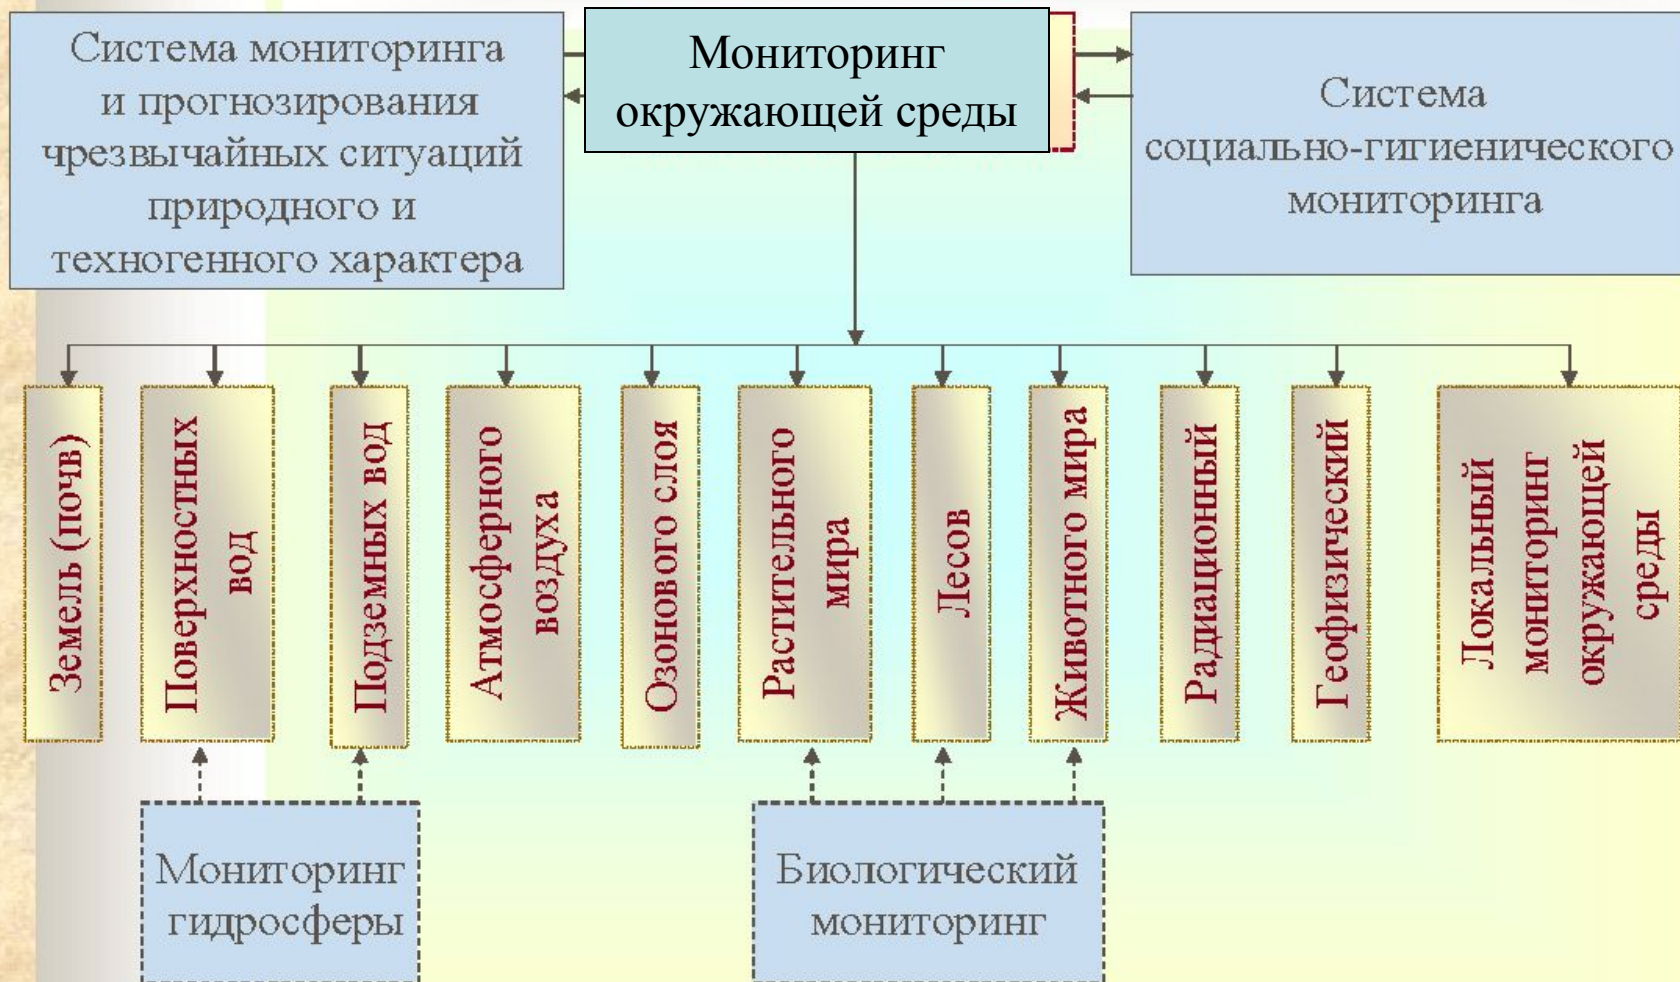 Система мониторинга
и прогнозирования
чрезвычайных ситуаций
природного и
техногенного характера
Мониторинг
окружающей среды
Система
социально-гигиенического
мониторинга
Земель (почв)
Поверхностных
вод
Подземных вод
Атмосферного
воздуха
Озонового слоя
Растительного
мира
Лесов
Животного мира
Радиационный
Геофизический
Локальный
мониторинг
окружающей
среды
Мониторинг
гидросферы
Биологический
мониторинг